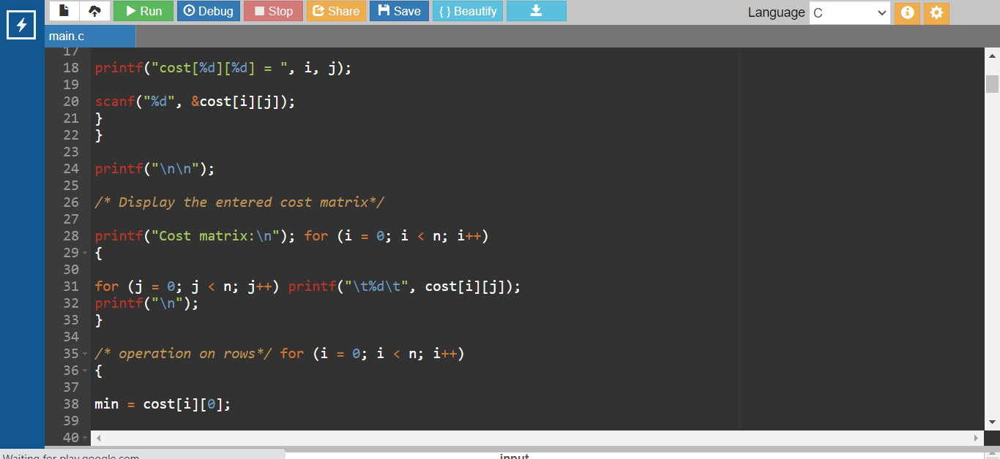 Run Debug Stop Share Save { } Beautify Language C
main.c
17
18 printf("cost[%d][%d] = ", i, j);
19
20 scanf("%d", &cost[i][j]);
21 }
22 }
23
24 printf("\n\n");
25
26 /* Display the entered cost matrix*/
27
28 printf("Cost matrix:\n"); for (i = 0; i < n; i++)
29 {
30
31 for (j = 0; j < n; j++) printf("\t%d\t", cost[i][j]);
32 printf("\n");
33 }
34
35 /* operation on rows*/ for (i = 0; i < n; i++)
36 {
37
38 min = cost[i][0];
39
40
Waiting for play.google.com
input